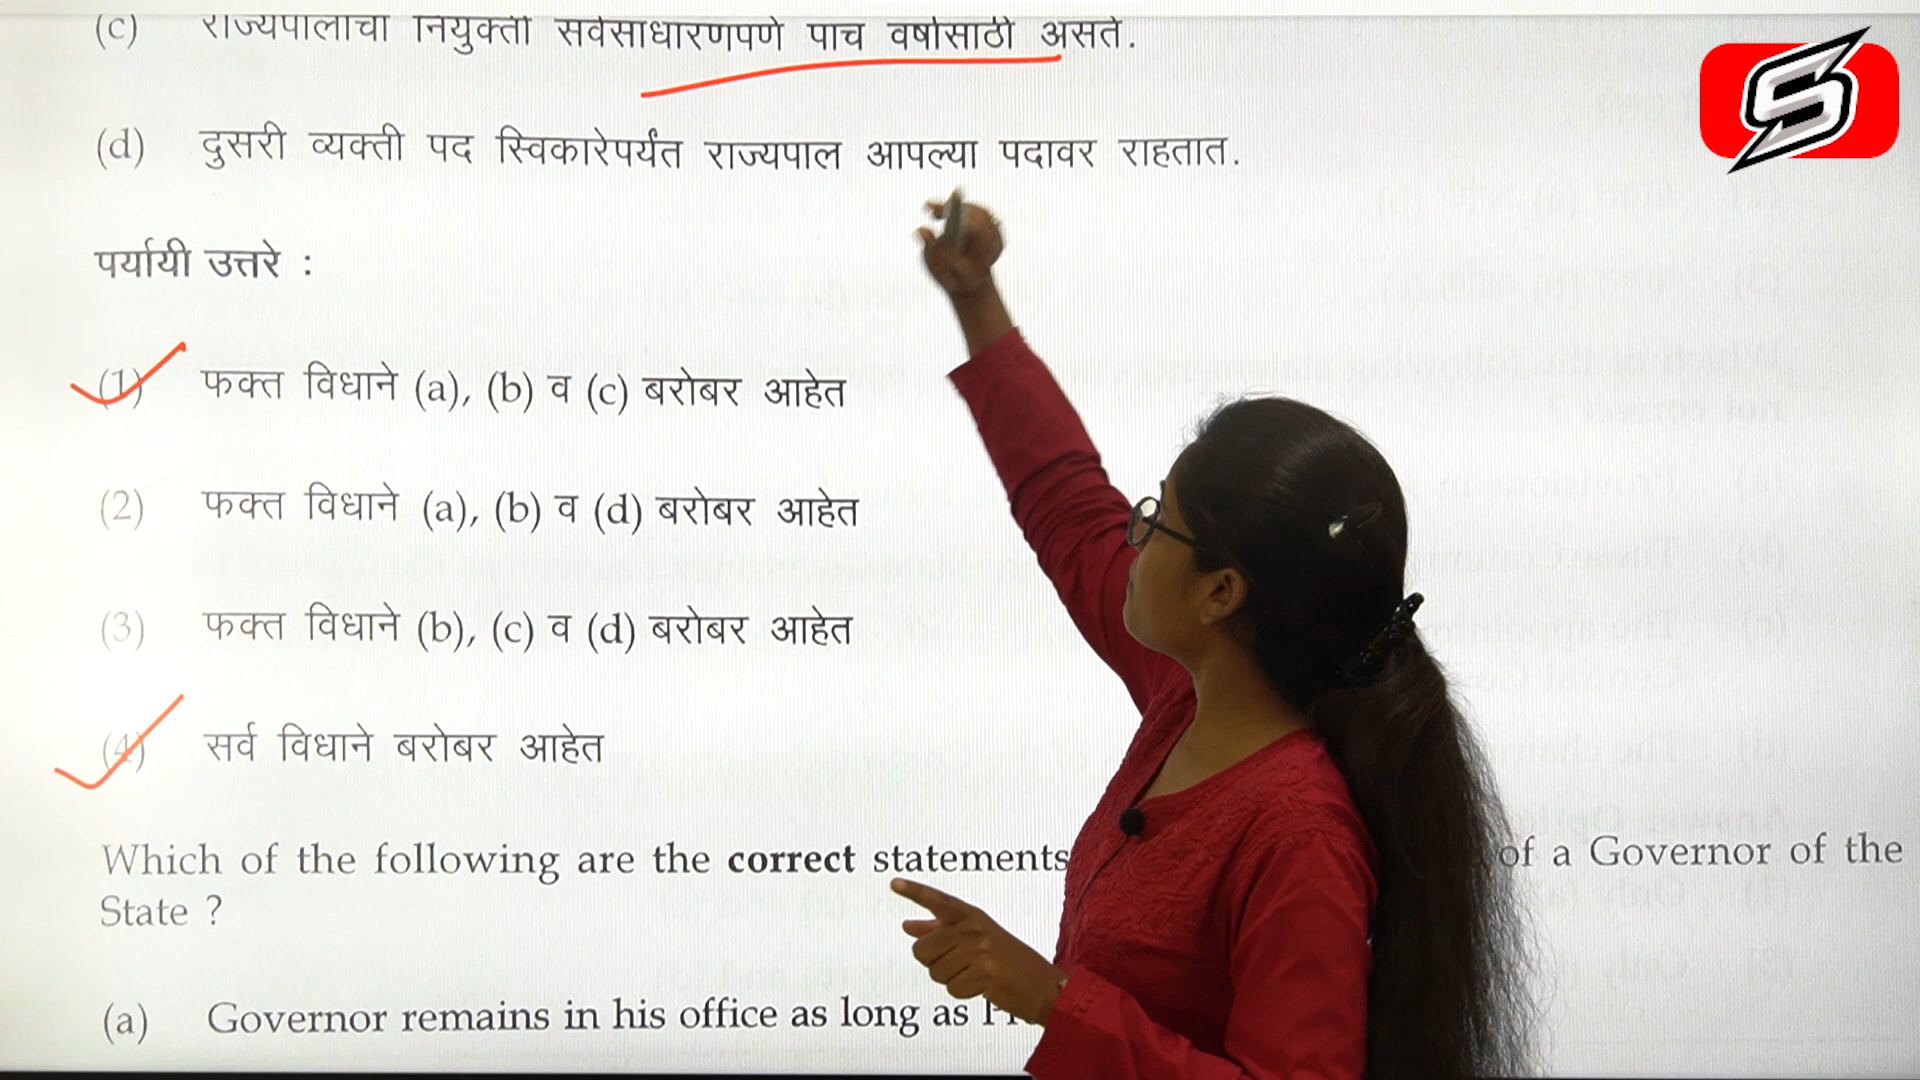 (c) राज्यपालाची नियुक्ती सर्वसाधारणपणे पाच वर्षांसाठी असते.
(d) दुसरी व्यक्ती पद स्विकारेपर्यंत राज्यपाल आपल्या पदावर राहतात.
पर्यायी उत्तरे :
(1) फक्त विधाने (a), (b) व (c) बरोबर आहेत
(2) फक्त विधाने (a), (b) व (d) बरोबर आहेत
(3) फक्त विधाने (b), (c) व (d) बरोबर आहेत
(4) सर्व विधाने बरोबर आहेत
Which of the following are the correct statements of a Governor of the
State ?
(a) Governor remains in his office as long as